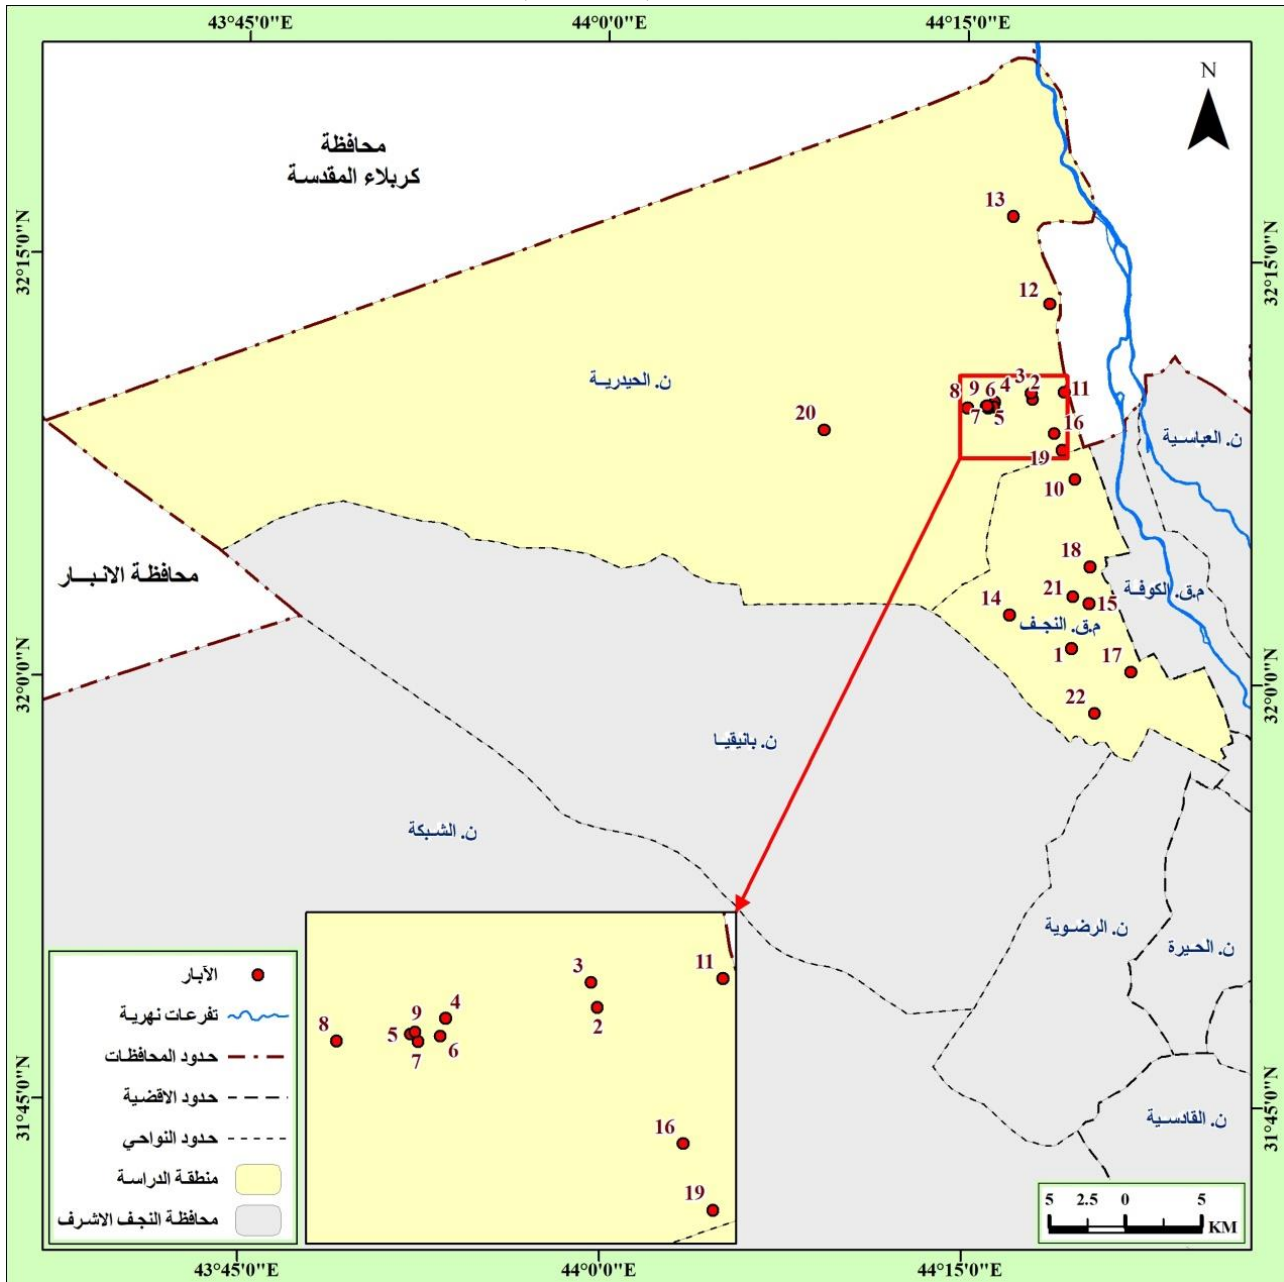 43°45'0"E
44°0'0"E
44°15'0"E
N
محافظة
كربلاء المقدسة
32°15'0"N
32°15'0"N
13
12
ن. الحيدرية
20
8
9
6
4
3
2
11
7
5
16
19
10
ن. العباسية
محافظة الانبار
18
21
15
م.ق. الكوفة
14
م.ق. النجف
1
17
22
32°0'0"N
32°0'0"N
ن. بانيقيا
ن. الشبكة
ن. الرضوية
ن. الحيرة
ن. القادسية
3
11
2
4
9
5
8
7
6
16
19
الآبار
تفرعات نهرية
حدود المحافظات
حدود الاقضية
حدود النواحي
منطقة الدراسة
محافظة النجف الاشرف
31°45'0"N
31°45'0"N
5 2.5 0 5
KM
43°45'0"E
44°0'0"E
44°15'0"E